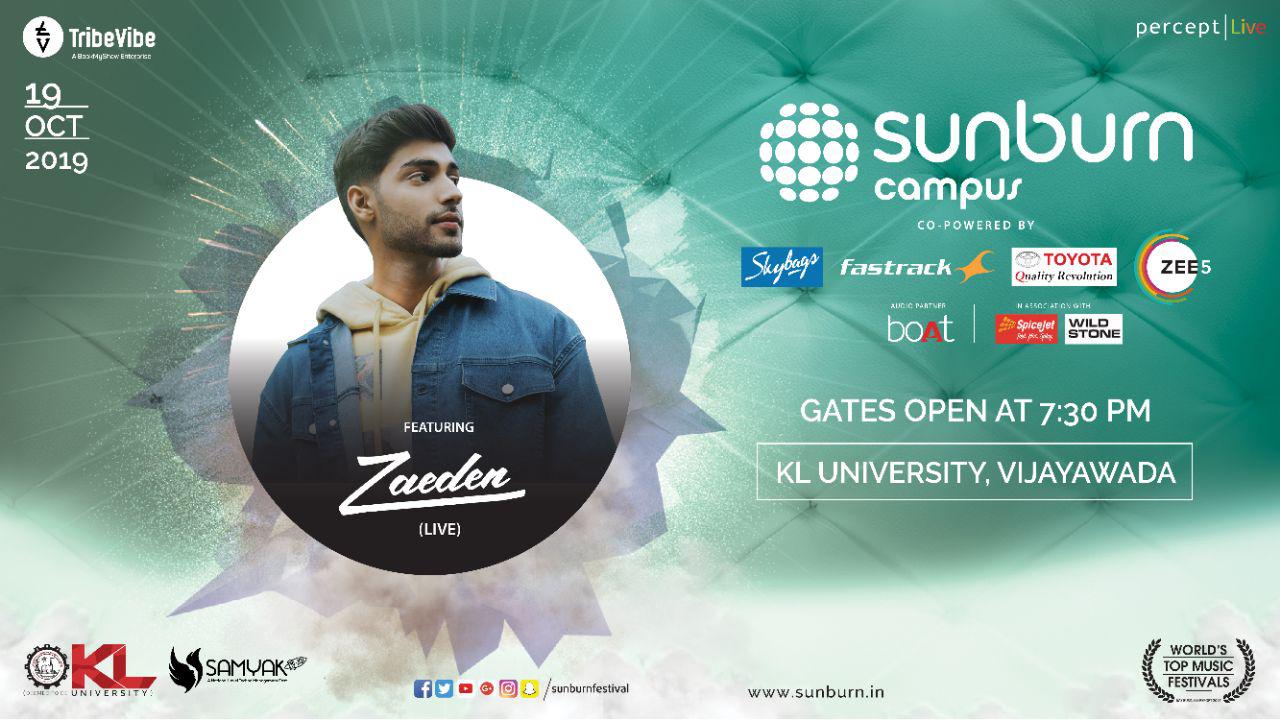 TribeVibe
A BookMyShow Enterprise
percept|Live
19
OCT
2019
sunburn
campus
CO-POWERED BY
Skybags
fastrack
TOYOTA
Quality Revolution
ZEE5
AUDIO PARTNER
boAt
IN ASSOCIATION WITH
SpiceJet
WILD
STONE
GATES OPEN AT 7:30 PM
KL UNIVERSITY, VIJAYAWADA
FEATURING
Zaeden
(LIVE)
KL
UNIVERSITY
SAMYAK
sunburnfestival
www.sunburn.in
WORLD'S
TOP MUSIC
FESTIVALS